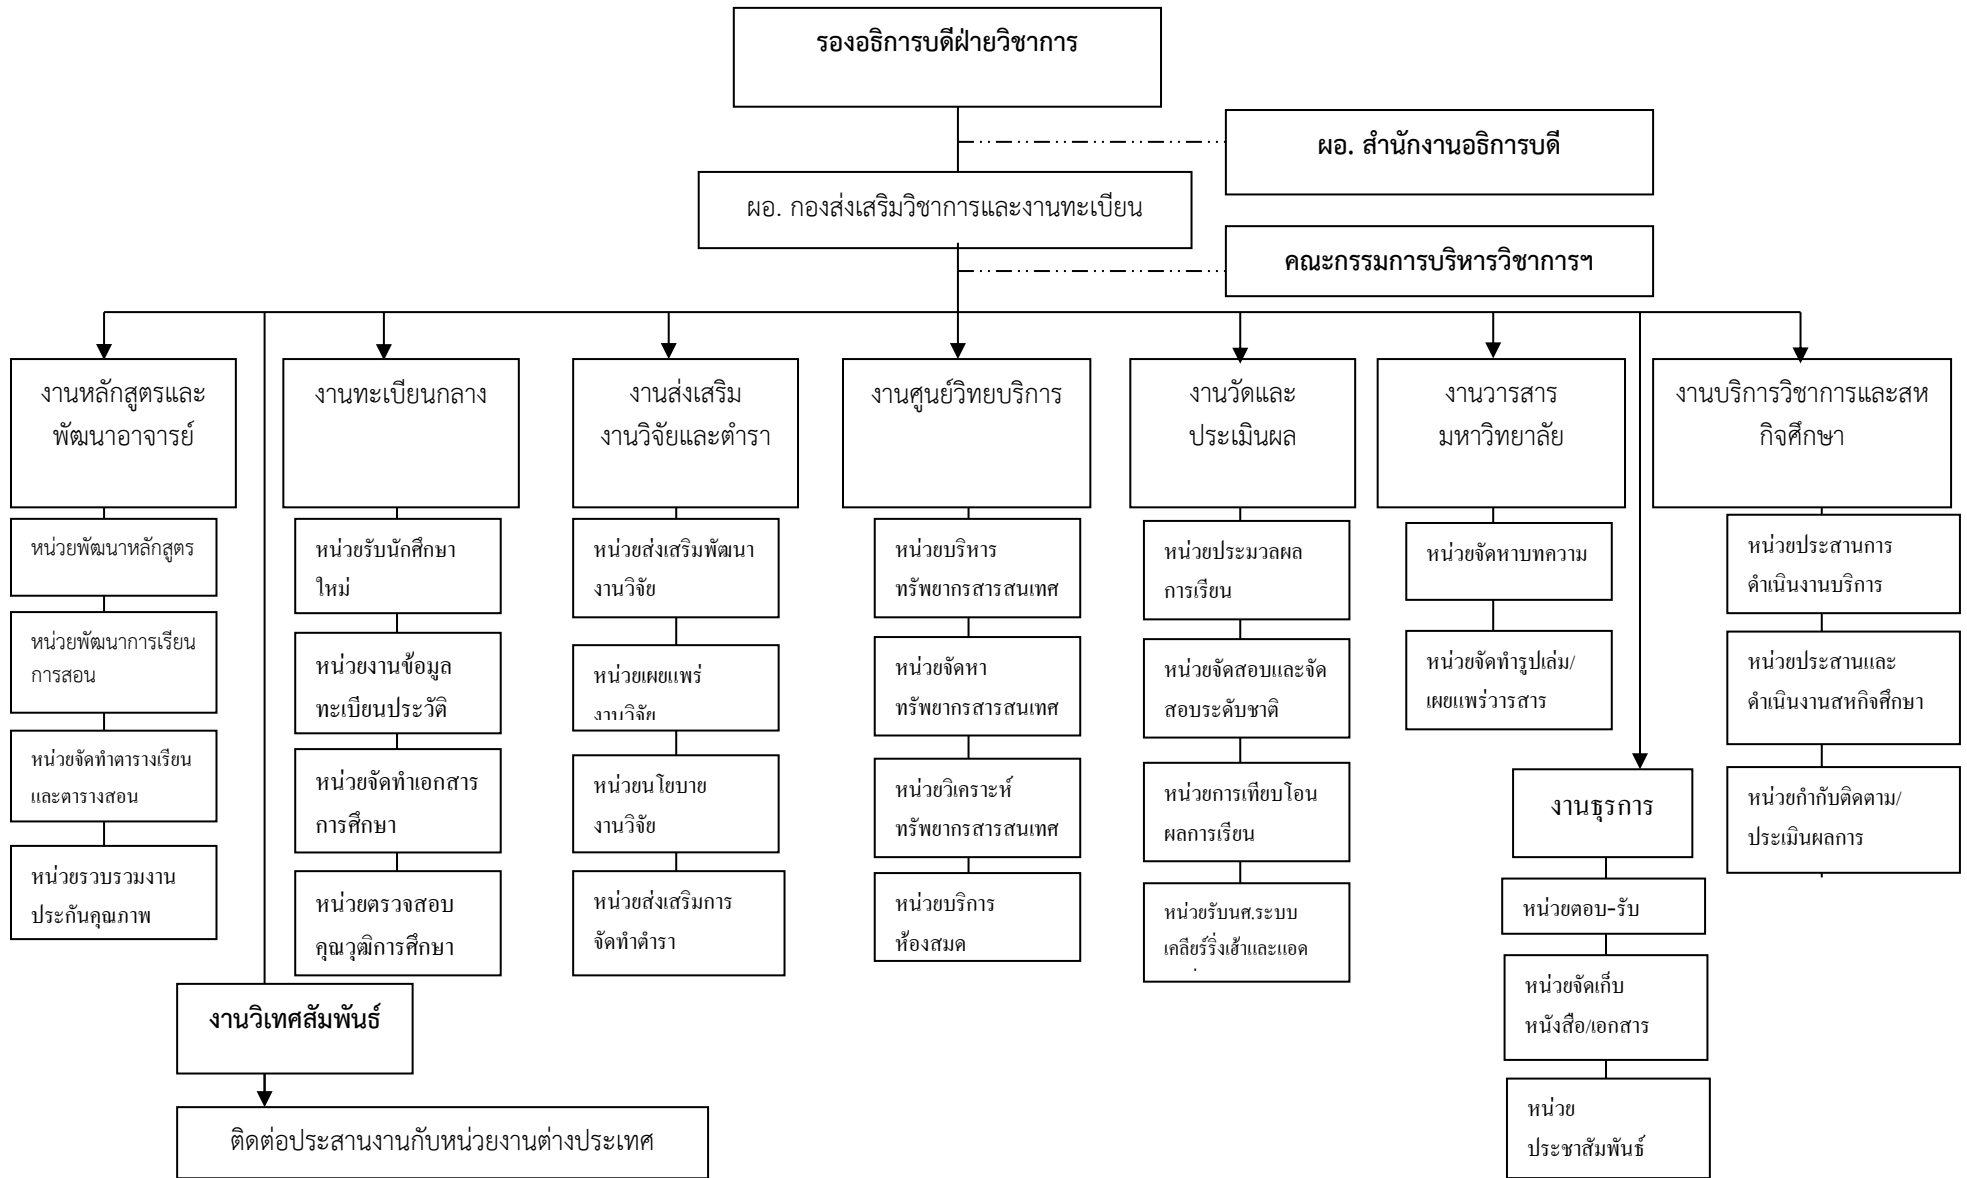 รองอธิการบดีฝ่ายวิชาการ
ผอ. สำนักงานอธิการบดี
ผอ. กองส่งเสริมวิชาการและงานทะเบียน
คณะกรรมการบริหารวิชาการฯ
งานหลักสูตรและ
พัฒนาอาจารย์
หน่วยพัฒนาหลักสูตร
หน่วยพัฒนาการเรียน
การสอน
หน่วยจัดทำตารางเรียน
และตารางสอน
หน่วยรวบรวมงาน
ประกันคุณภาพ
งานวิเทศสัมพันธ์
ติดต่อประสานงานกับหน่วยงานต่างประเทศ
งานทะเบียนกลาง
หน่วยรับนักศึกษา
ใหม่
หน่วยงานข้อมูล
ทะเบียนประวัติ
หน่วยจัดทำเอกสาร
การศึกษา
หน่วยตรวจสอบ
คุณวุฒิการศึกษา
งานส่งเสริม
งานวิจัยและตำรา
หน่วยส่งเสริมพัฒนา
งานวิจัย
หน่วยเผยแพร่
งานวิจัย
หน่วยนโยบาย
งานวิจัย
หน่วยส่งเสริมการ
จัดทำตำรา
งานศูนย์วิทยบริการ
หน่วยบริหาร
ทรัพยากรสารสนเทศ
หน่วยจัดหา
ทรัพยากรสารสนเทศ
หน่วยวิเคราะห์
ทรัพยากรสารสนเทศ
หน่วยบริการ
ห้องสมด
งานวัดและ
ประเมินผล
หน่วยประมวลผล
การเรียน
หน่วยจัดสอบและจัด
สอบระดับชาติ
หน่วยการเทียบโอน
ผลการเรียน
หน่วยรับนศ.ระบบ
เคลียร์ริ่งเฮ้าและแอด
งานวารสาร
มหาวิทยาลัย
หน่วยจัดหาบทความ
หน่วยจัดทำรูปเล่ม/
เผยแพร่วารสาร
งานธุรการ
หน่วยตอบ-รับ
หน่วยจัดเก็บ
หนังสือ/เอกสาร
หน่วย
ประชาสัมพันธ์
งานบริการวิชาการและสห
กิจศึกษา
หน่วยประสานการ
ดำเนินงานบริการ
หน่วยประสานและ
ดำเนินงานสหกิจศึกษา
หน่วยกำกับติดตาม/
ประเมินผลการ